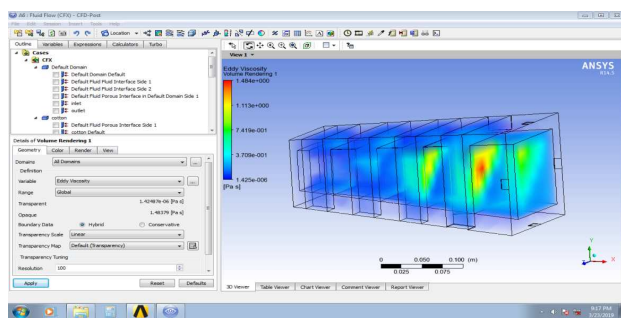 A8 : Fluid Flow (CFX) - CFD-Post
File Edit Session Insert Tools Help
Location
Outline Variables Expressions Calculators Turbo
Cases
CFX
Default Domain
Default Domain Default
Default Fluid Fluid Interface Side 1
Default Fluid Fluid Interface Side 2
Default Fluid Porous Interface in Default Domain Side 1
inlet
outlet
cotton
Default Fluid Porous Interface Side 1
cotton Default
Details of Volume Rendering 1
Geometry Color Render View
Domains All Domains
Definition
Variable Eddy Viscosity
Range Global
Transparent 1.42487e-06 [Pa s]
Opaque 1.48379 [Pa s]
Boundary Data Hybrid Conservative
Transparency Scale Linear
Transparency Map Default (Transparency)
Transparency Tuning
Resolution 100
Apply Reset Defaults
View 1
Eddy Viscosity
Volume Rendering 1
1.484e+000
1.113e+000
7.419e-001
3.709e-001
1.425e-006
[Pa s]
ANSYS
R14.5
0 0.050 0.100 (m)
0.025 0.075
Y
X
3D Viewer Table Viewer Chart Viewer Comment Viewer Report Viewer
9:17 PM